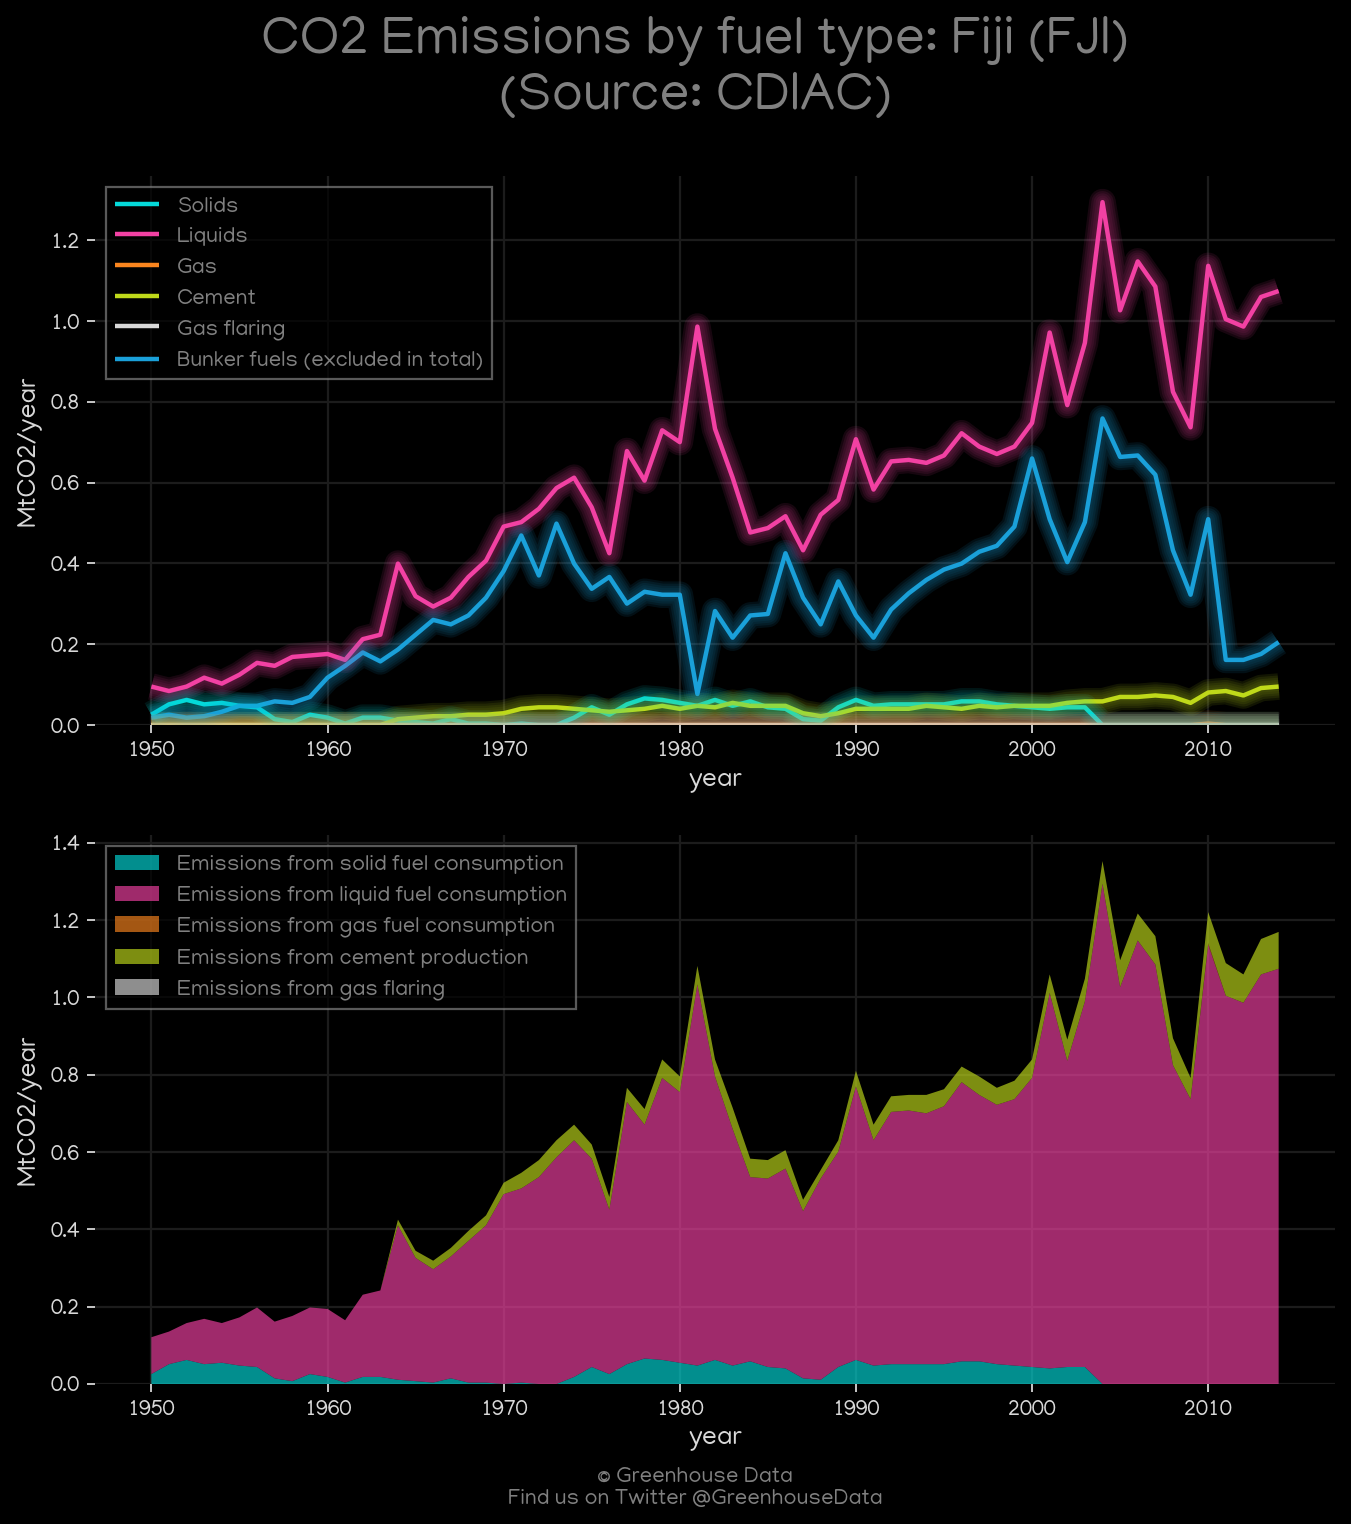 CO2 Emissions by fuel type: Fiji (FJI)
(Source: CDIAC)
Solids
Liquids
Gas
Cement
Gas flaring
Bunker fuels (excluded in total)
MtCO2/year
1.2
1.0
0.8
0.6
0.4
0.2
0.0
1950 1960 1970 1980 1990 2000 2010
year
Emissions from solid fuel consumption
Emissions from liquid fuel consumption
Emissions from gas fuel consumption
Emissions from cement production
Emissions from gas flaring
MtCO2/year
1.4
1.2
1.0
0.8
0.6
0.4
0.2
0.0
1950 1960 1970 1980 1990 2000 2010
year
© Greenhouse Data
Find us on Twitter @GreenhouseData